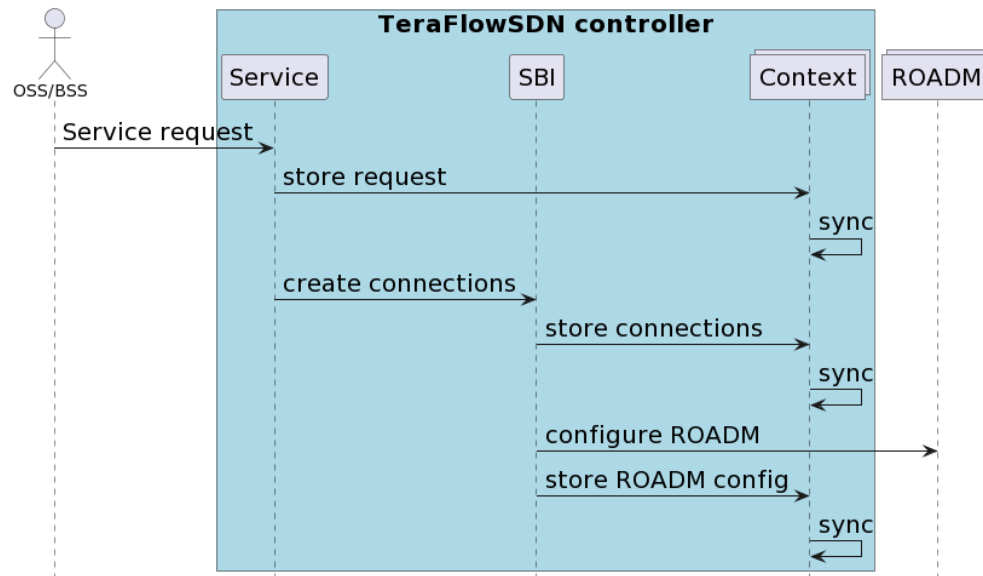 TeraFlowSDN controller
OSS/BSS
Service
SBI
Context
ROADM
Service request
store request
sync
create connections
store connections
sync
configure ROADM
store ROADM config
sync